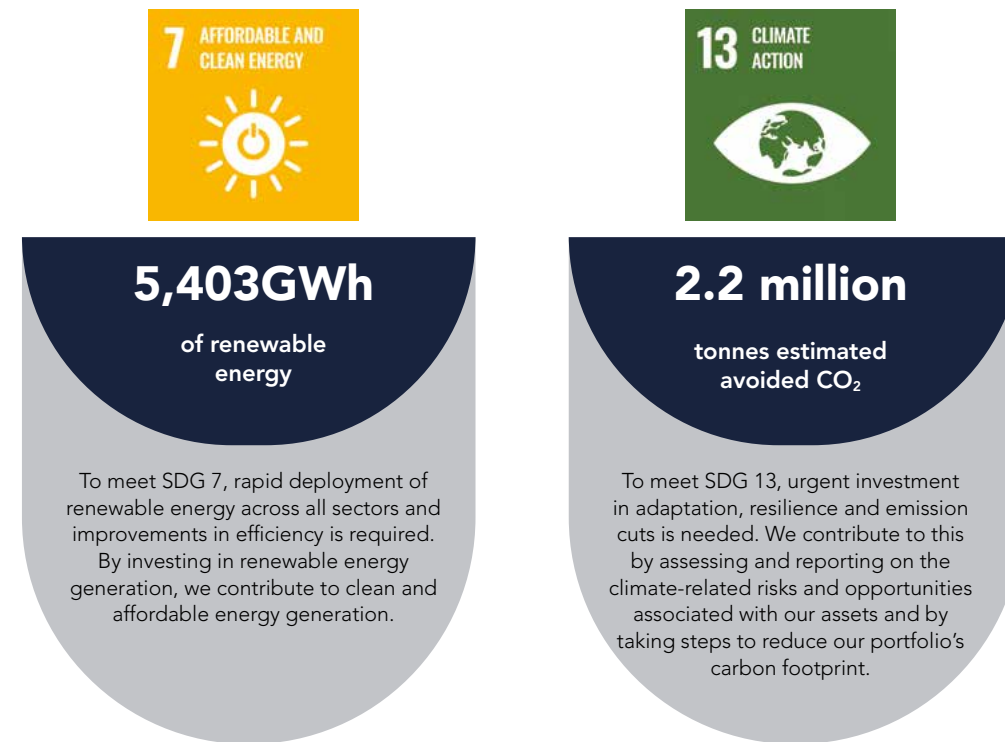 7 AFFORDABLE AND
CLEAN ENERGY
5,403GWh
of renewable
energy
To meet SDG 7, rapid deployment of
renewable energy across all sectors and
improvements in efficiency is required.
By investing in renewable energy
generation, we contribute to clean and
affordable energy generation.
13 CLIMATE
ACTION
2.2 million
tonnes estimated
avoided CO₂
To meet SDG 13, urgent investment
in adaptation, resilience and emission
cuts is needed. We contribute to this
by assessing and reporting on the
climate-related risks and opportunities
associated with our assets and by
taking steps to reduce our portfolio’s
carbon footprint.